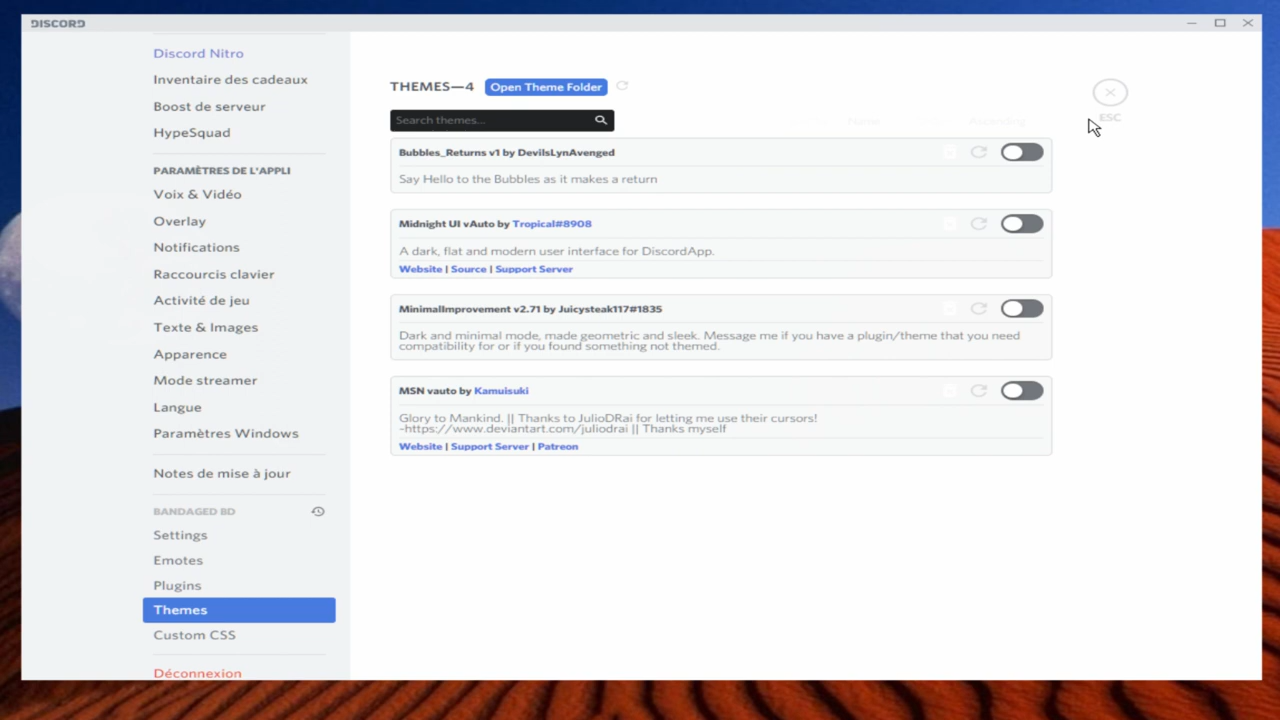 DISCORD
Discord Nitro
Inventaire des cadeaux
Boost de serveur
HypeSquad
PARAMÈTRES DE L'APPLI
Voix & Vidéo
Overlay
Notifications
Raccourcis clavier
Activité de jeu
Texte & Images
Apparence
Mode streamer
Langue
Paramètres Windows
Notes de mise à jour
BANDAGED BD
Settings
Emotes
Plugins
Themes
Custom CSS
Déconnexion
THEMES—4 Open Theme Folder
ESC
Search themes...
Name
Ascending
Bubbles_Returns v1 by DevilsLynAvenged
Say Hello to the Bubbles as it makes a return
Midnight UI vAuto by Tropical#8908
A dark, flat and modern user interface for DiscordApp.
Website | Source | Support Server
MinimalImprovement v2.71 by Juicysteak117#1835
Dark and minimal mode, made geometric and sleek. Message me if you have a plugin/theme that you need
compatibility for or if you found something not themed.
MSN vauto by Kamuisuki
Glory to Mankind. || Thanks to JulioDRai for letting me use their cursors!
-https://www.deviantart.com/juliodrai || Thanks myself
Website | Support Server | Patreon